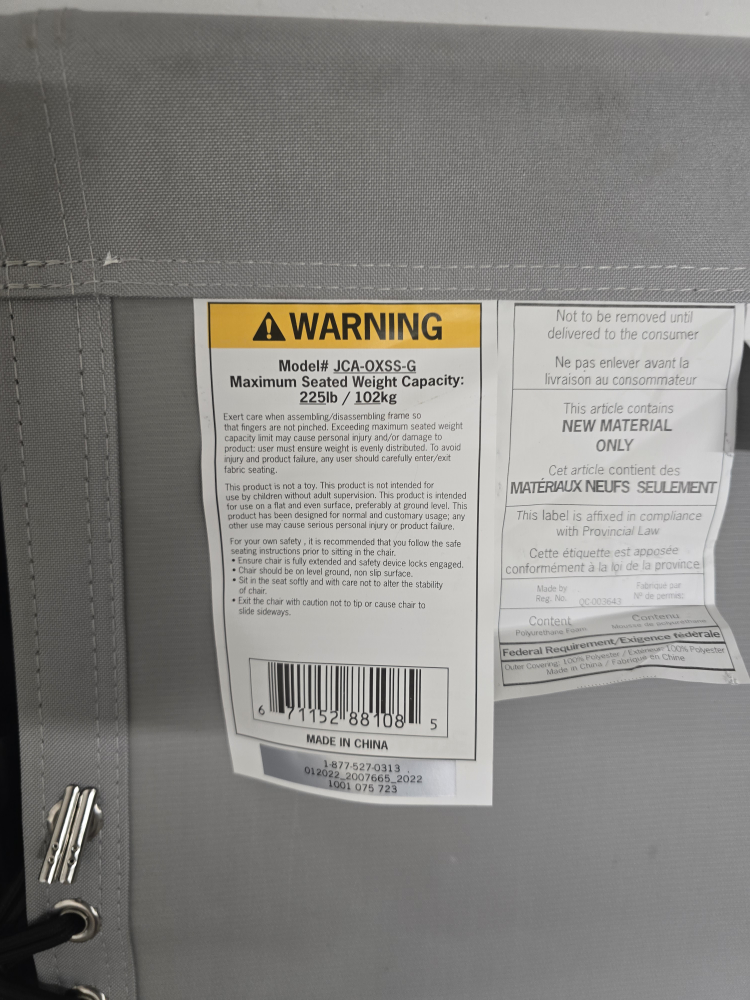 WARNING
Model# JCA-OXSS-G
Maximum Seated Weight Capacity:
225lb / 102kg
Exert care when assembling/disassembling frame so
that fingers are not pinched. Exceeding maximum seated weight
capacity limit may cause personal injury and/or damage to
product: user must ensure weight is evenly distributed. To avoid
injury and product failure, any user should carefully enter/exit
fabric seating.
This product is not a toy. This product is not intended for
use by children without adult supervision. This product is intended
for use on a flat and even surface, preferably at ground level. This
product has been designed for normal and customary usage; any
other use may cause serious personal injury or product failure.
For your own safety , it is recommended that you follow the safe
seating instructions prior to sitting in the chair.
• Ensure chair is fully extended and safety device locks engaged.
• Chair should be on level ground, non slip surface.
• Sit in the seat softly and with care not to alter the stability
of chair.
• Exit the chair with caution not to tip or cause chair to
slide sideways.
6 71152 88108 5
MADE IN CHINA
1-877-527-0313
012022_2007665_2022
1001 075 723
Not to be removed until
delivered to the consumer
Ne pas enlever avant la
livraison au consommateur
This article contains
NEW MATERIAL
ONLY
Cet article contient des
MATÉRIAUX NEUFS SEULEMENT
This label is affixed in compliance
with Provincial Law
Cette étiquette est apposée
conformément à la loi de la province
Made by Fabriqué par
Reg. No. QC-003643 Nº de permis:
Content Contenu
Polyurethane Foam Mousse de polyuréthane
Federal Requirement/Exigence fédérale
Outer Covering: 100% Polyester / Extérieur: 100% Polyester
Made in China / Fabriqué en Chine